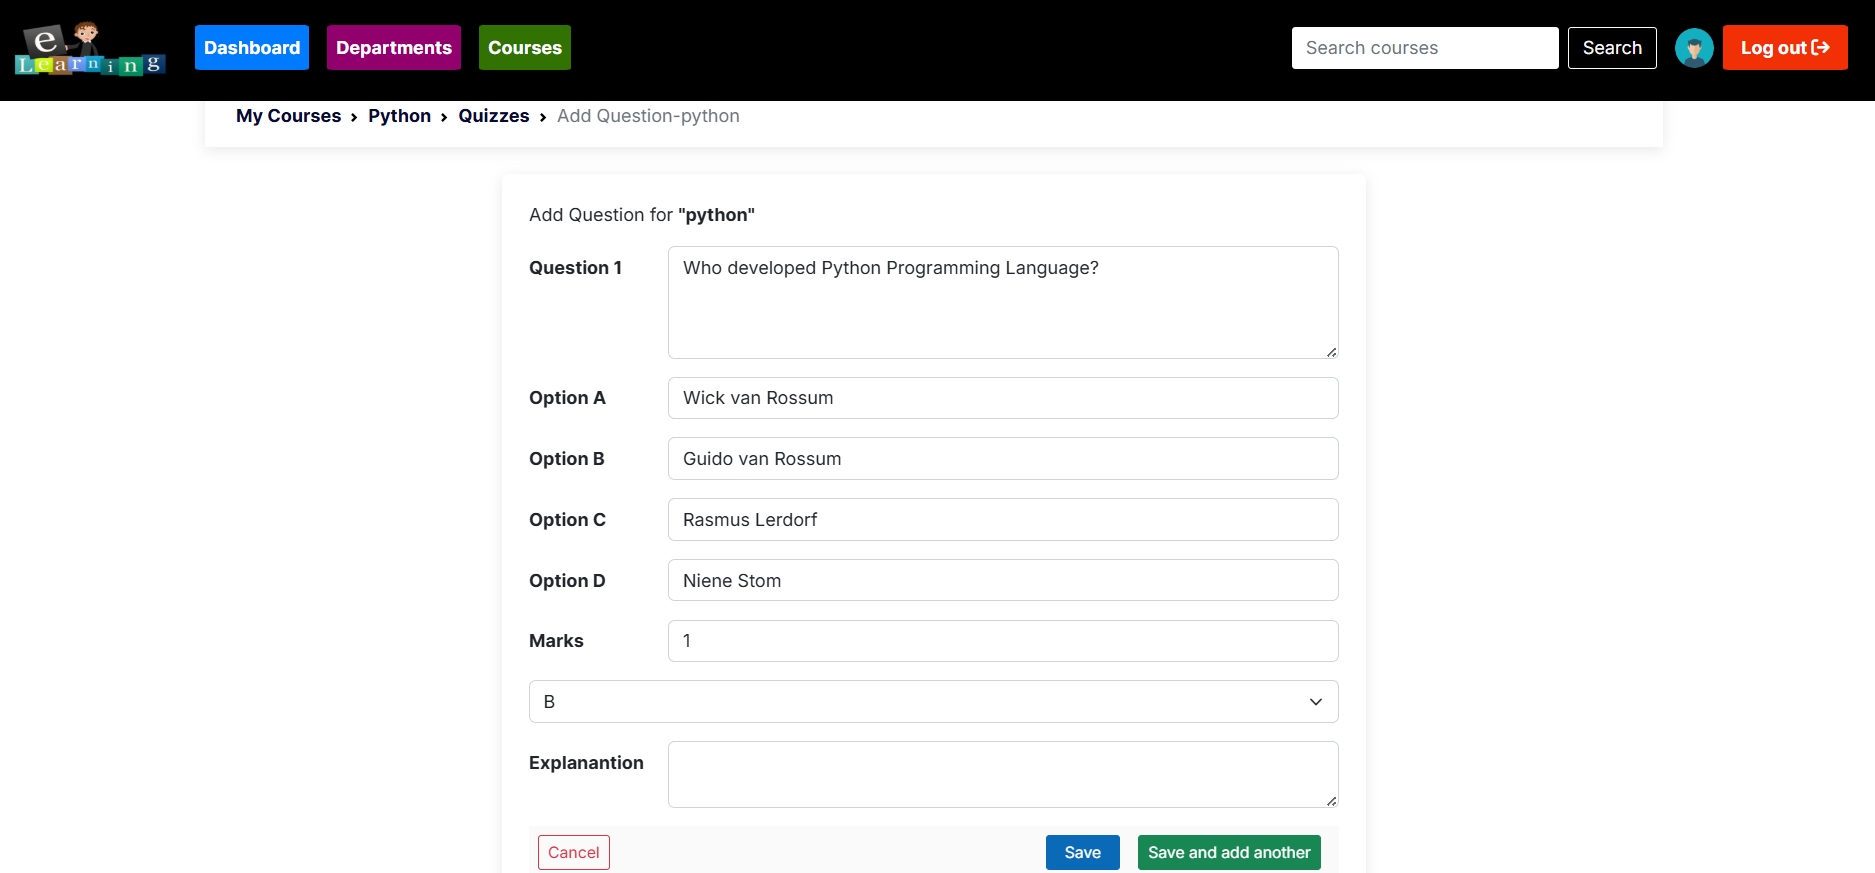 e
Learning
Dashboard Departments Courses Search courses Search Log out
My Courses › Python › Quizzes › Add Question-python
Add Question for "python"
Question 1 Who developed Python Programming Language?
Option A Wick van Rossum
Option B Guido van Rossum
Option C Rasmus Lerdorf
Option D Niene Stom
Marks 1
B
Explanantion
Cancel Save Save and add another